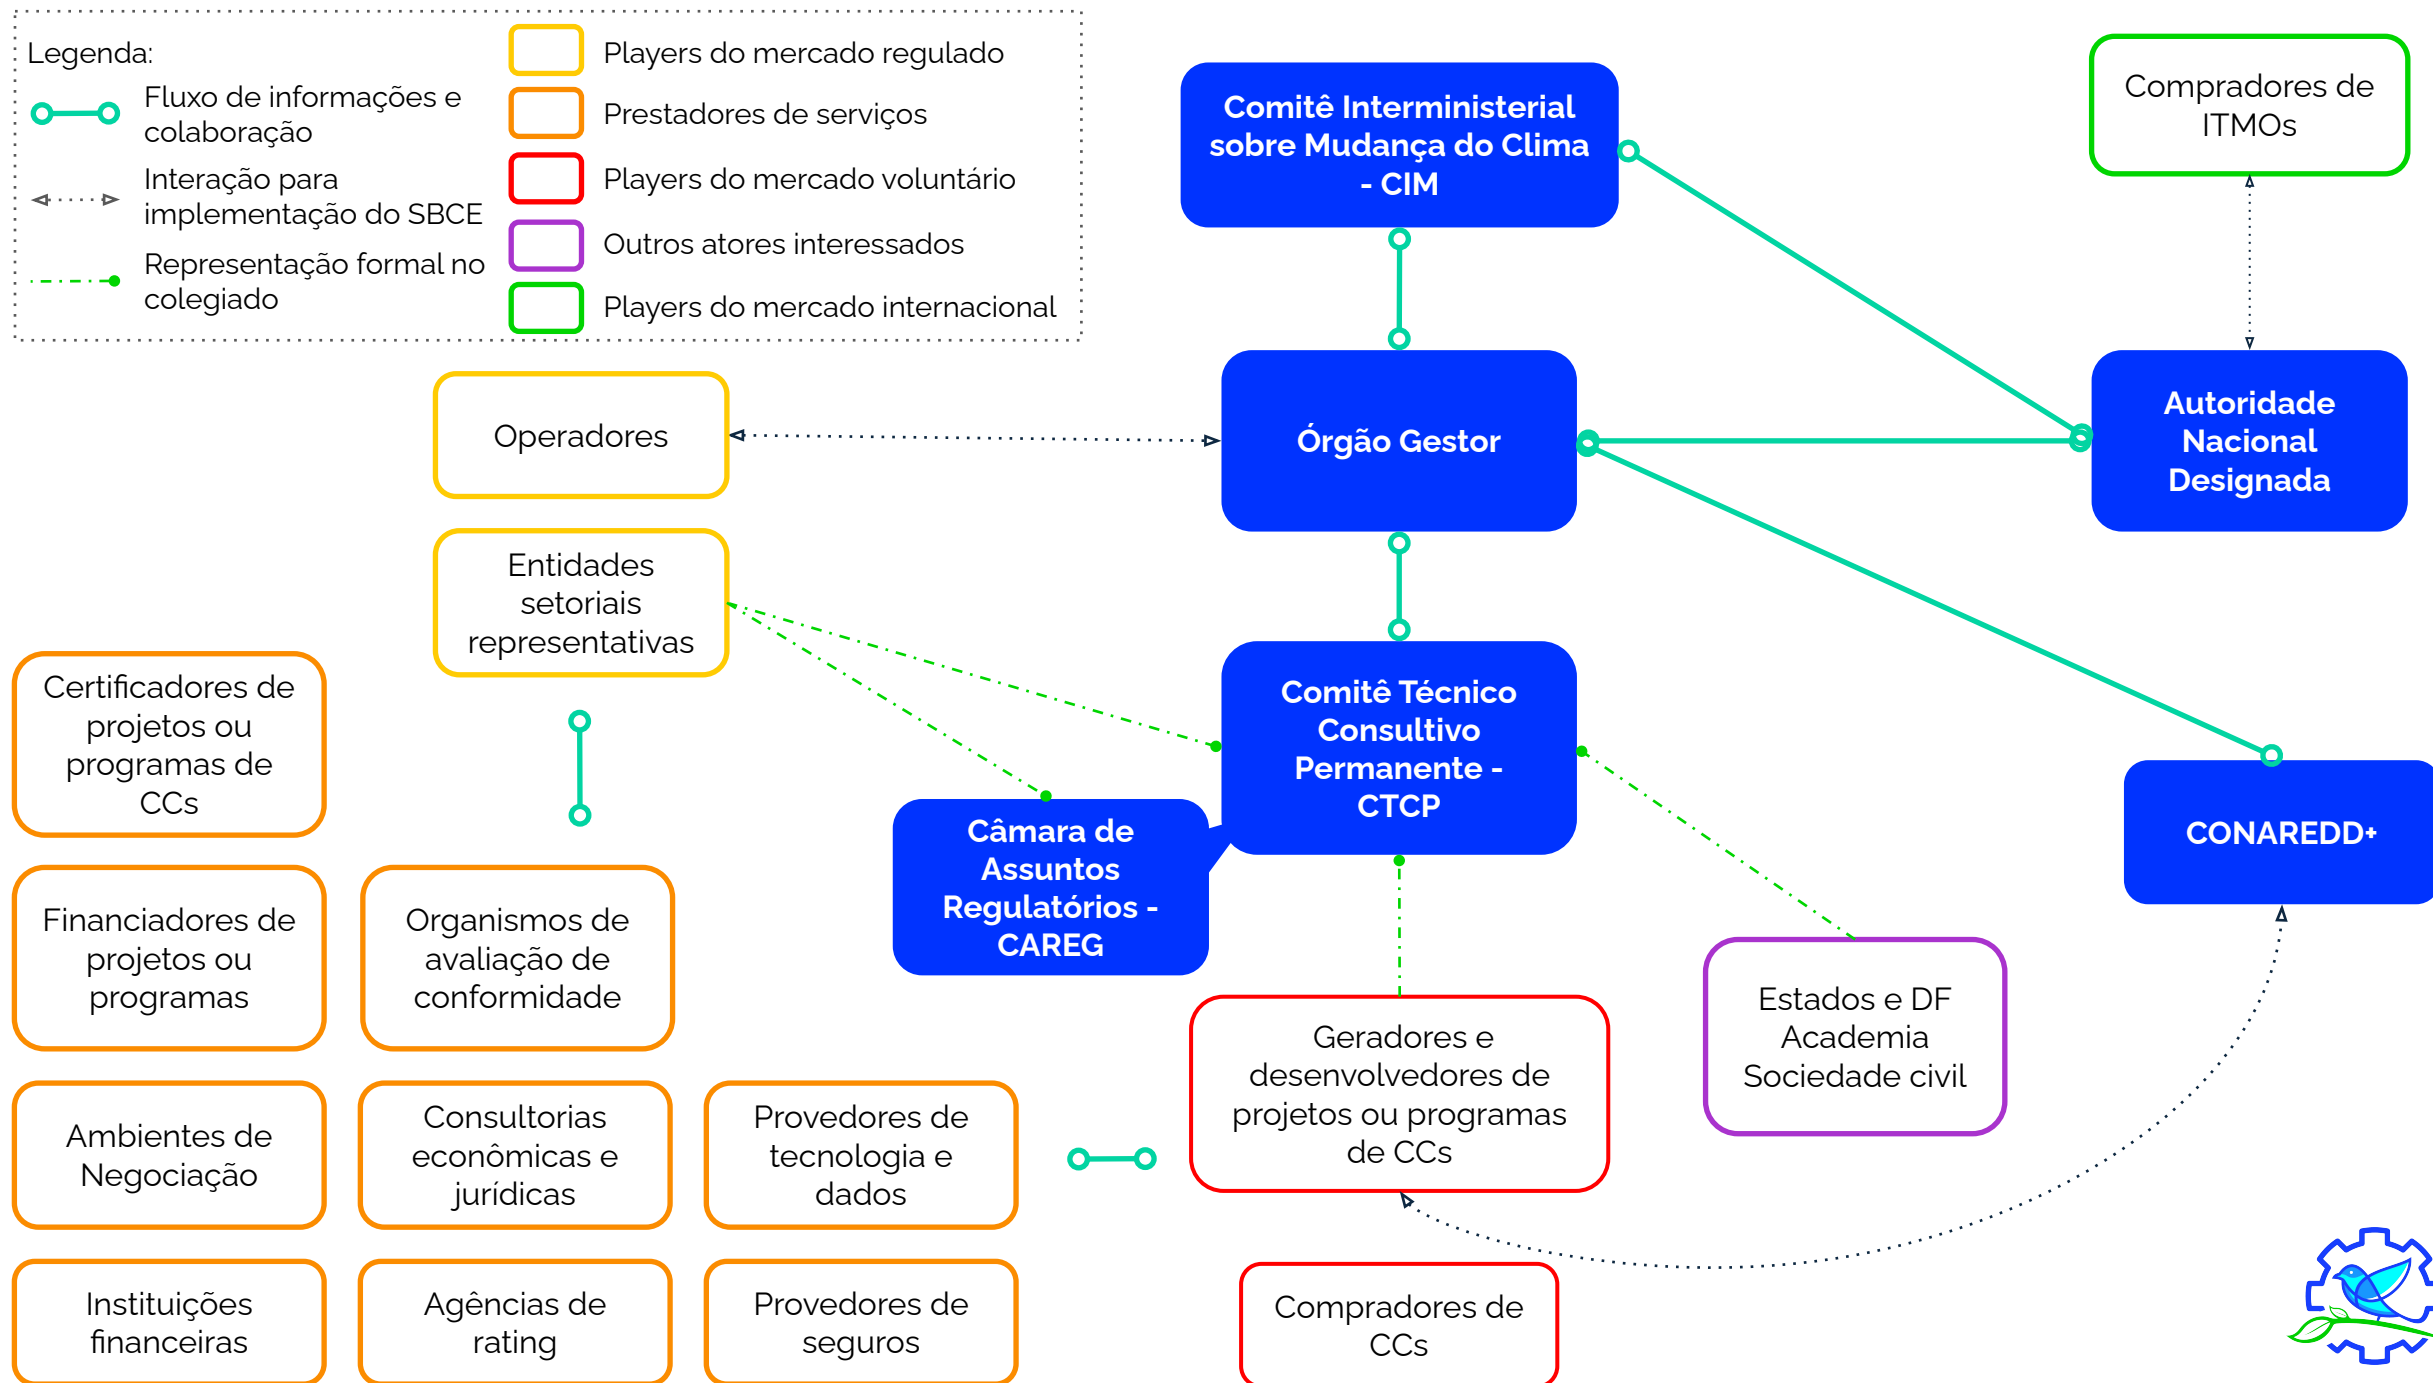 Legenda:
Fluxo de informações e
colaboração
Interação para
implementação do SBCE
Representação formal no
colegiado
Players do mercado regulado
Prestadores de serviços
Players do mercado voluntário
Outros atores interessados
Players do mercado internacional
Comitê Interministerial
sobre Mudança do Clima
- CIM
Compradores de
ITMOs
Operadores
Órgão Gestor
Autoridade
Nacional
Designada
Entidades
setoriais
representativas
Certificadores de
projetos ou
programas de
CCs
Comitê Técnico
Consultivo
Permanente -
CTCP
Câmara de
Assuntos
Regulatórios -
CAREG
CONAREDD+
Financiadores de
projetos ou
programas
Organismos de
avaliação de
conformidade
Estados e DF
Academia
Sociedade civil
Geradores e
desenvolvedores de
projetos ou programas
de CCs
Ambientes de
Negociação
Consultorias
econômicas e
jurídicas
Provedores de
tecnologia e
dados
Instituições
financeiras
Agências de
rating
Provedores de
seguros
Compradores de
CCs